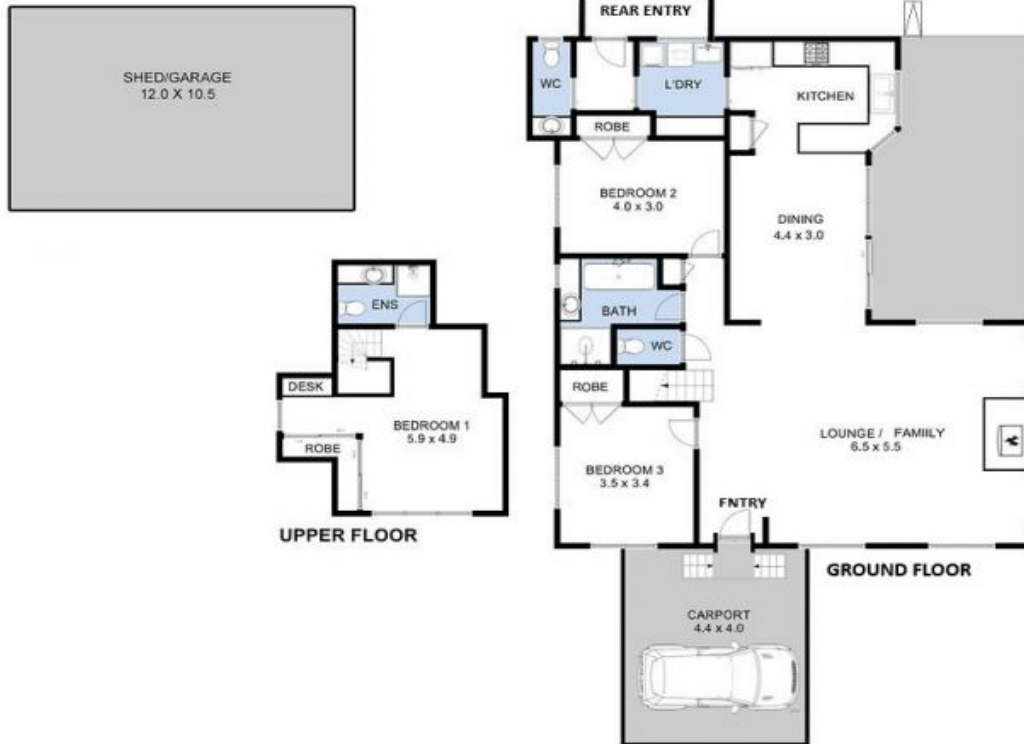 REAR ENTRY
SHED/GARAGE
12.0 X 10.5
WC
L'DRY
KITCHEN
ROBE
BEDROOM 2
4.0 x 3.0
DINING
4.4 x 3.0
ENS
BATH
WC
DESK
ROBE
BEDROOM 1
5.9 x 4.9
ROBE
LOUNGE / FAMIILY
6.5 x 5.5
BEDROOM 3
3.5 x 3.4
ENTRY
UPPER FLOOR
GROUND FLOOR
CARPORT
4.4 x 4.0